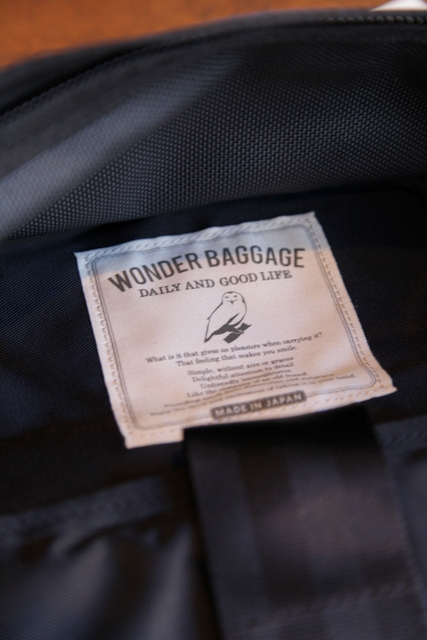 WONDER BAGGAGE
DAILY AND GOOD LIFE
What is it that gives us pleasure when carrying it?
That feeling that makes you smile.
Simple, without airs or graces
Delightful attention to detail
MADE IN JAPAN